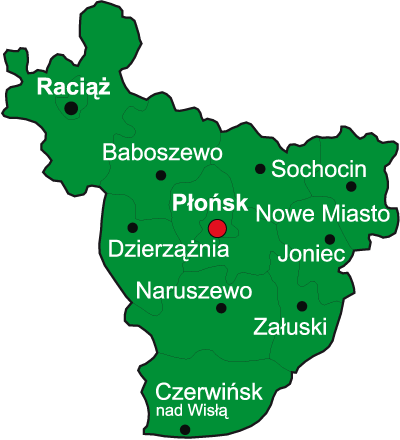 Raciąż
Baboszewo
Sochocin
Płońsk
Nowe Miasto
Dzierzążnia
Joniec
Naruszewo
Załuski
Czerwińsk
nad Wisłą